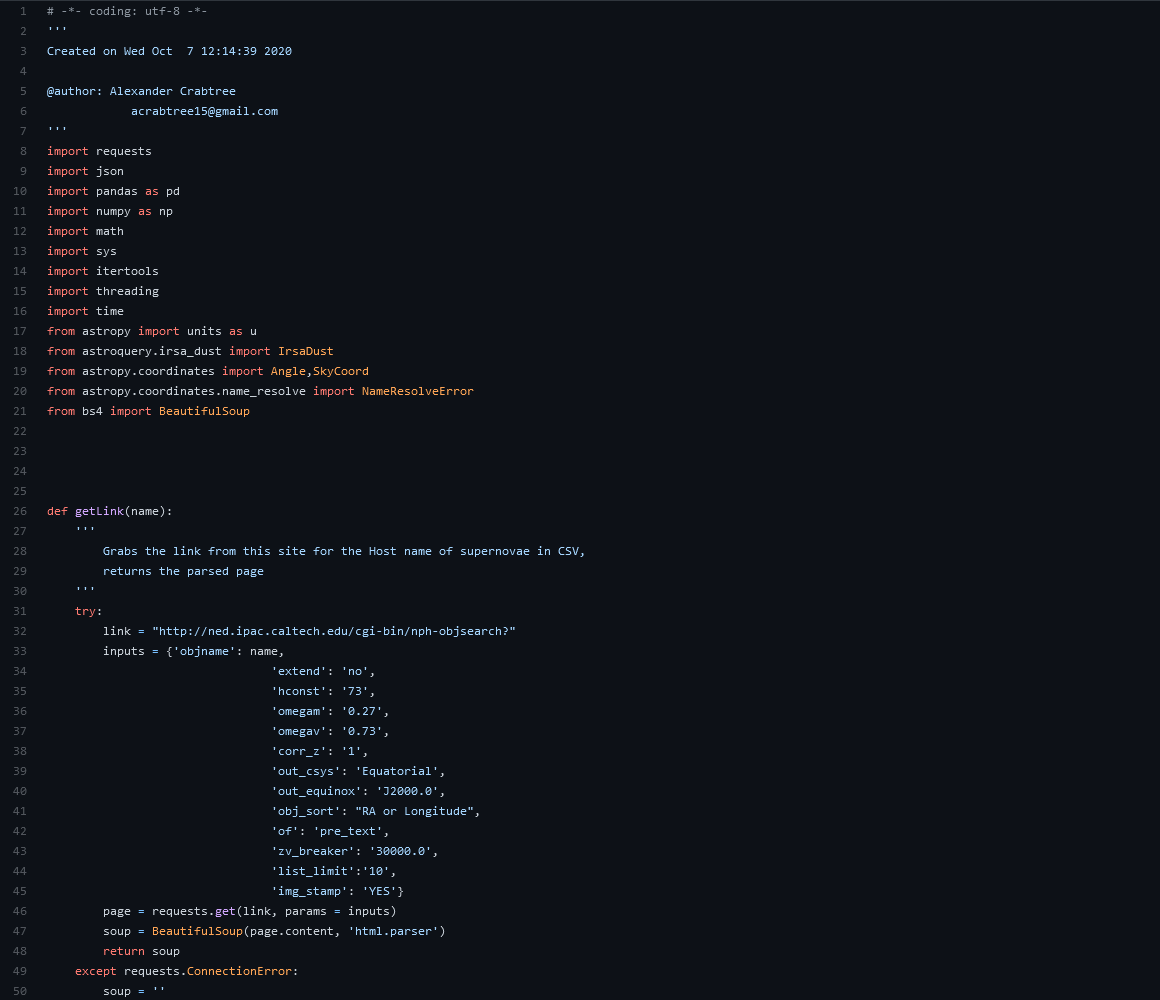 1 # -*- coding: utf-8 -*-
2 '''
3 Created on Wed Oct  7 12:14:39 2020
4
5 @author: Alexander Crabtree
6             acrabtree15@gmail.com
7 '''
8 import requests
9 import json
10 import pandas as pd
11 import numpy as np
12 import math
13 import sys
14 import itertools
15 import threading
16 import time
17 from astropy import units as u
18 from astroquery.irsa_dust import IrsaDust
19 from astropy.coordinates import Angle,SkyCoord
20 from astropy.coordinates.name_resolve import NameResolveError
21 from bs4 import BeautifulSoup
22
23
24
25
26 def getLink(name):
27     '''
28         Grabs the link from this site for the Host name of supernovae in CSV,
29         returns the parsed page
30     '''
31     try:
32         link = "http://ned.ipac.caltech.edu/cgi-bin/nph-objsearch?"
33         inputs = {'objname': name,
34                                 'extend': 'no',
35                                 'hconst': '73',
36                                 'omegam': '0.27',
37                                 'omegav': '0.73',
38                                 'corr_z': '1',
39                                 'out_csys': 'Equatorial',
40                                 'out_equinox': 'J2000.0',
41                                 'obj_sort': "RA or Longitude",
42                                 'of': 'pre_text',
43                                 'zv_breaker': '30000.0',
44                                 'list_limit':'10',
45                                 'img_stamp': 'YES'}
46         page = requests.get(link, params = inputs)
47         soup = BeautifulSoup(page.content, 'html.parser')
48         return soup
49     except requests.ConnectionError:
50         soup = ''